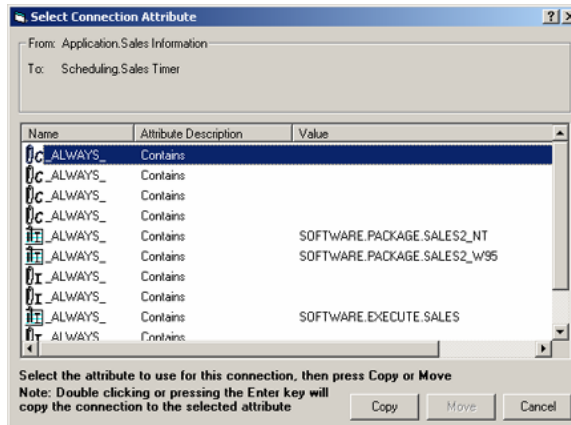 Select Connection Attribute
From: Application.Sales Information
To: Scheduling.Sales Timer
Name Attribute Description Value
_ALWAYS_ Contains
_ALWAYS_ Contains
_ALWAYS_ Contains
_ALWAYS_ Contains
_ALWAYS_ Contains SOFTWARE.PACKAGE.SALES2_NT
_ALWAYS_ Contains SOFTWARE.PACKAGE.SALES2_W95
_ALWAYS_ Contains
_ALWAYS_ Contains
_ALWAYS_ Contains SOFTWARE.EXECUTE.SALES
_ALWAYS_ Contains
Select the attribute to use for this connection, then press Copy or Move
Note: Double clicking or pressing the Enter key will
copy the connection to the selected attribute
Copy Move Cancel